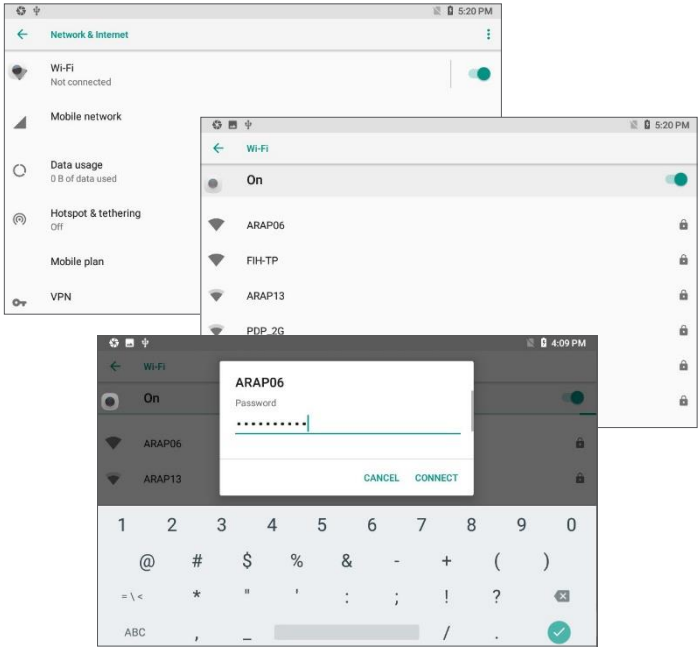 5:20 PM
Network & Internet
Wi-Fi
Not connected
Mobile network
Data usage
0 B of data used
Hotspot & tethering
Off
Mobile plan
VPN
5:20 PM
Wi-Fi
On
ARAP06
FIH-TP
ARAP13
PDP_2G
4:09 PM
Wi-Fi
On
ARAP06
ARAP13
ARAP06
Password
••••••••••
CANCEL CONNECT
1 2 3 4 5 6 7 8 9 0
@ # $ % & - + ( )
= \ < * " ' : ; ! ?
ABC , _ / .